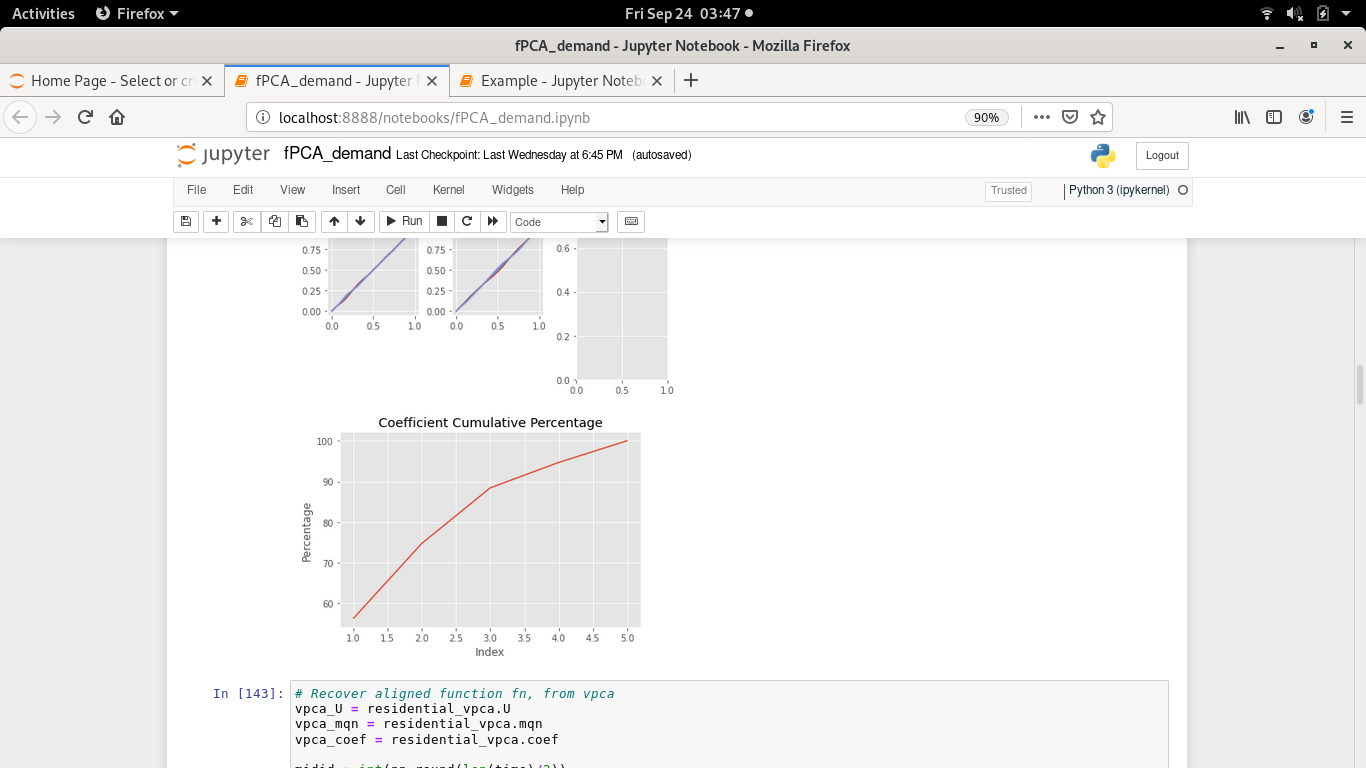 Activities Firefox Fri Sep 24 03:47
fPCA_demand - Jupyter Notebook - Mozilla Firefox
Home Page - Select or cr fPCA_demand - Jupyter Example - Jupyter Noteb
localhost:8888/notebooks/fPCA_demand.ipynb 90%
jupyter fPCA_demand Last Checkpoint: Last Wednesday at 6:45 PM (autosaved) Logout
File Edit View Insert Cell Kernel Widgets Help Trusted Python 3 (ipykernel)
Run Code
0.75 0.75 0.6
0.50 0.50
0.25 0.25 0.4
0.00 0.00
0.0 0.5 1.0 0.0 0.5 1.0 0.2
0.0
0.0 0.5 1.0
Coefficient Cumulative Percentage
100
90
80
70
60
Percentage
1.0 1.5 2.0 2.5 3.0 3.5 4.0 4.5 5.0
Index
In [143]: # Recover aligned function fn, from vpca
vpca_U = residential_vpca.U
vpca_mqn = residential_vpca.mqn
vpca_coef = residential_vpca.coef